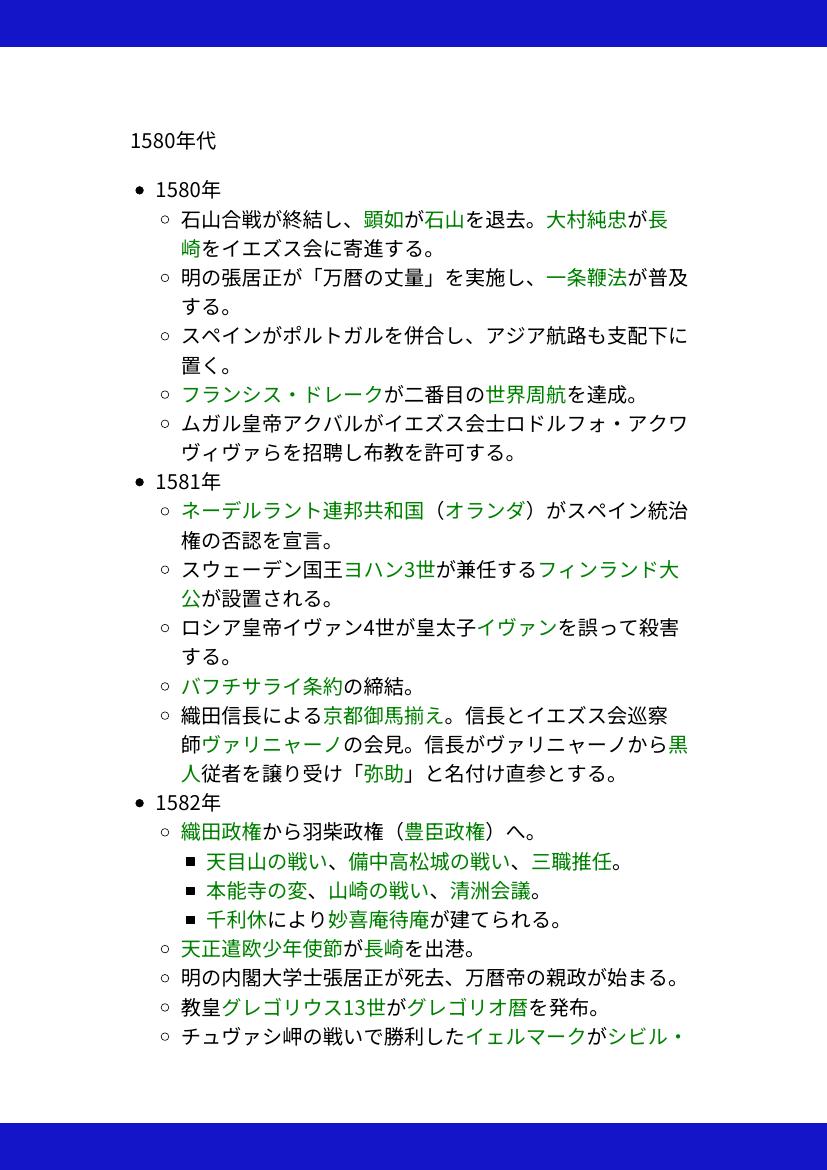 1580年代
1580年
石山合戦が終結し、顕如が石山を退去。大村純忠が長
崎をイエズス会に寄進する。
明の張居正が「万暦の丈量」を実施し、一条鞭法が普及
する。
スペインがポルトガルを併合し、アジア航路も支配下に
置く。
フランシス・ドレークが二番目の世界周航を達成。
ムガル皇帝アクバルがイエズス会士ロドルフォ・アクワ
ヴィヴァらを招聘し布教を許可する。
1581年
ネーデルラント連邦共和国（オランダ）がスペイン統治
権の否認を宣言。
スウェーデン国王ヨハン3世が兼任するフィンランド大
公が設置される。
ロシア皇帝イヴァン4世が皇太子イヴァンを誤って殺害
する。
バフチサライ条約の締結。
織田信長による京都御馬揃え。信長とイエズス会巡察
師ヴァリニャーノの会見。信長がヴァリニャーノから黒
人従者を譲り受け「弥助」と名付け直参とする。
1582年
織田政権から羽柴政権（豊臣政権）へ。
天目山の戦い、備中高松城の戦い、三職推任。
本能寺の変、山崎の戦い、清洲会議。
千利休により妙喜庵待庵が建てられる。
天正遣欧少年使節が長崎を出港。
明の内閣大学士張居正が死去、万暦帝の親政が始まる。
教皇グレゴリウス13世がグレゴリオ暦を発布。
チュヴァシ岬の戦いで勝利したイェルマークがシビル・